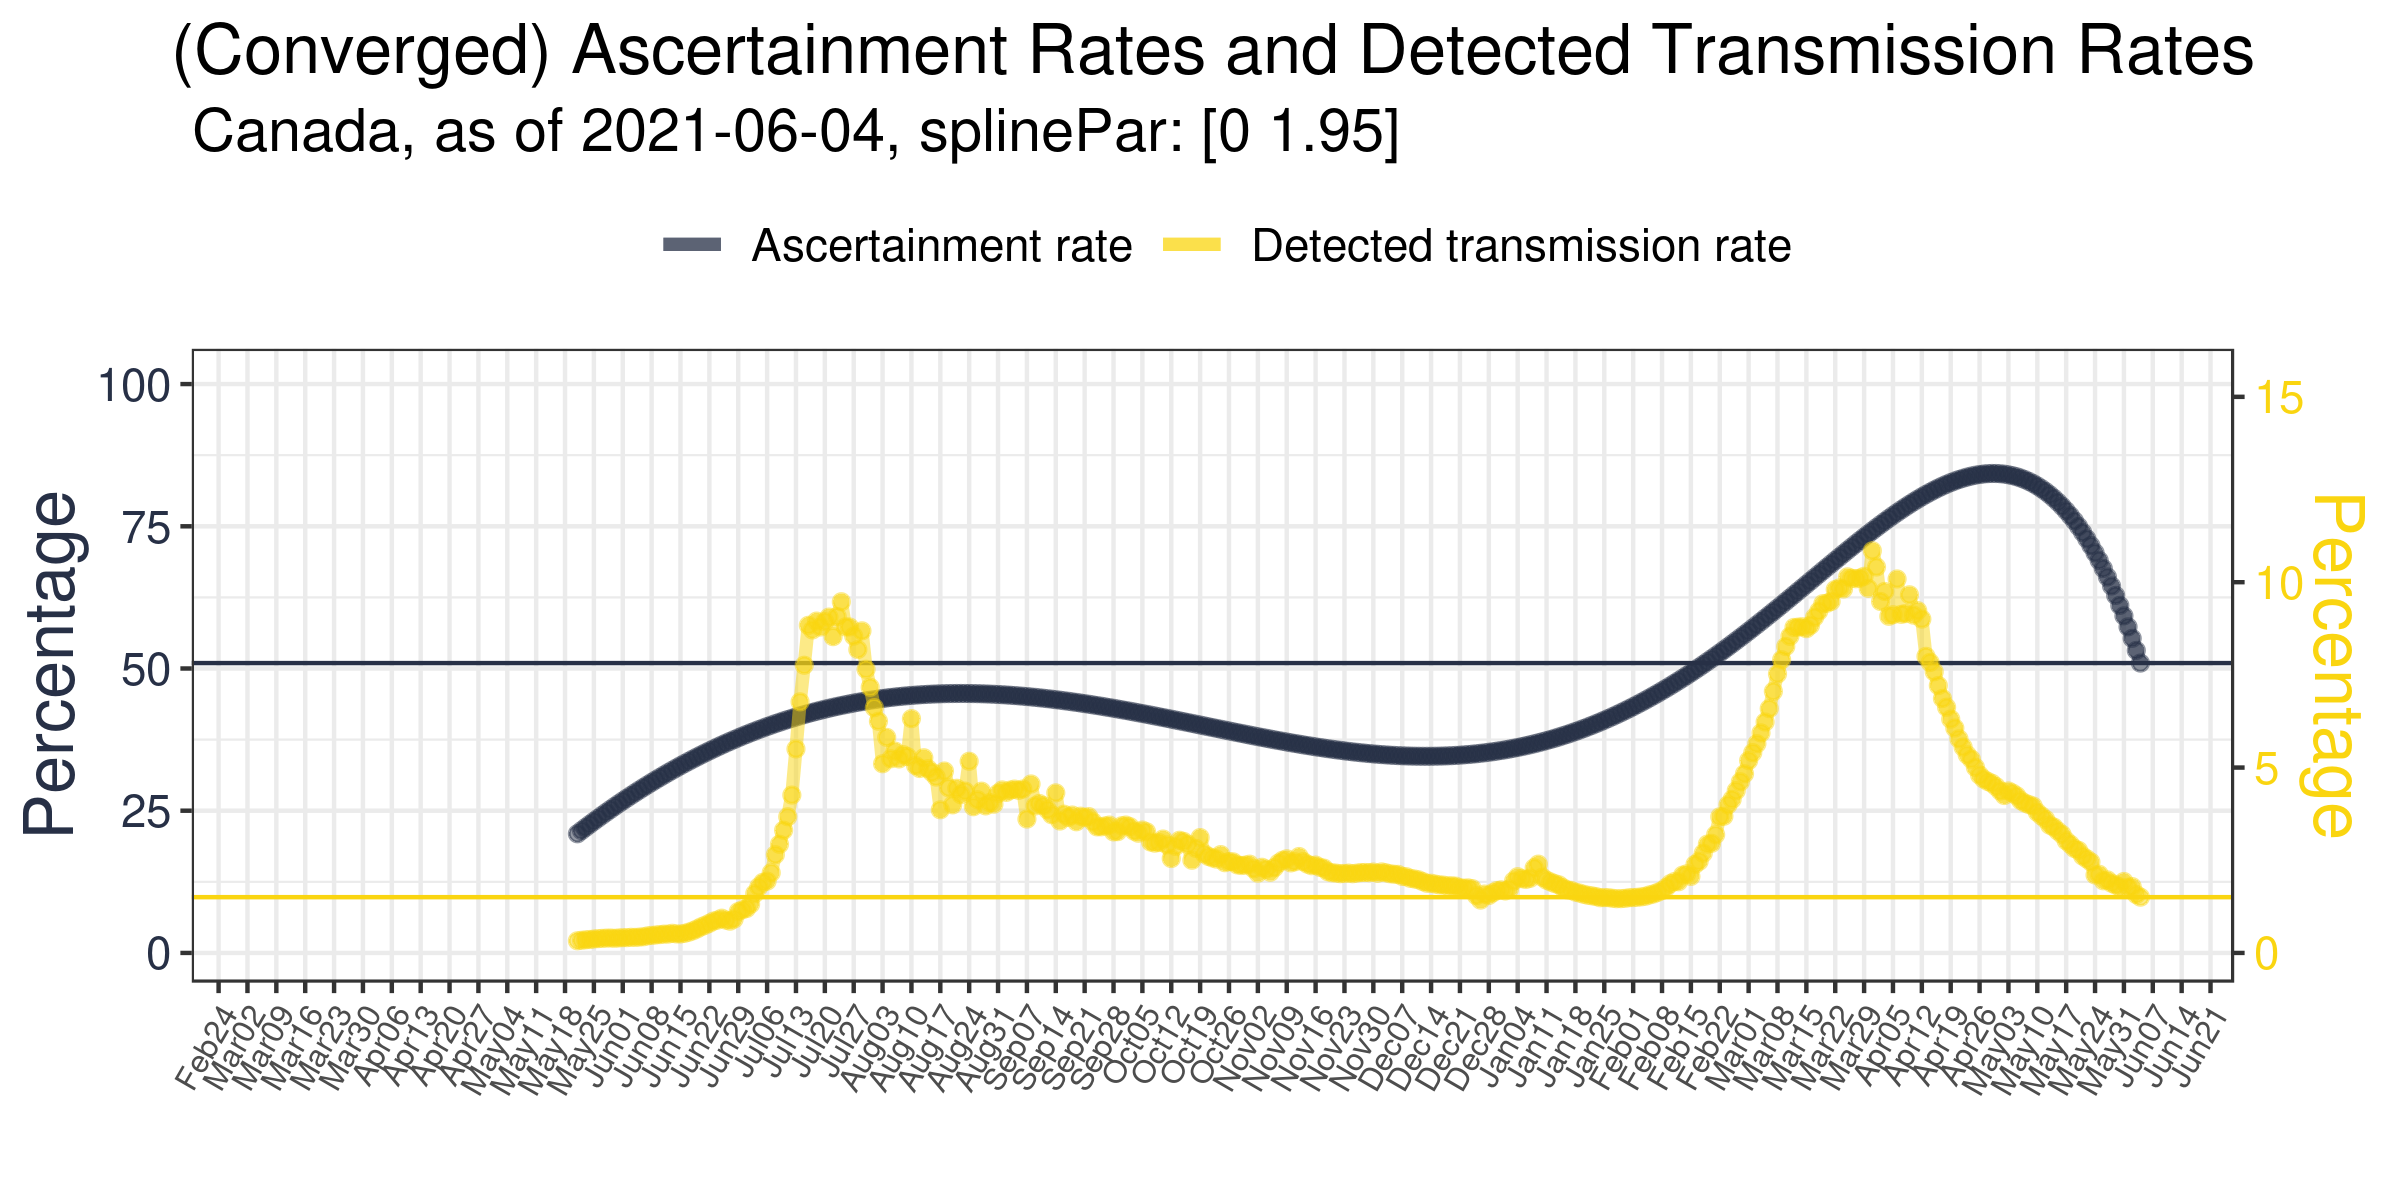 (Converged) Ascertainment Rates and Detected Transmission Rates
Canada, as of 2021-06-04, splinePar: [0 1.95]
Ascertainment rate Detected transmission rate
Percentage
100
75
50
25
0
15
10
5
0
Percentage
Feb24 Mar02 Mar09 Mar16 Mar23 Mar30 Apr06 Apr13 Apr20 Apr27 May04 May11 May18 May25 Jun01 Jun08 Jun15 Jun22 Jun29 Jul06 Jul13 Jul20 Jul27 Aug03 Aug10 Aug17 Aug24 Aug31 Sep07 Sep14 Sep21 Sep28 Oct05 Oct12 Oct19 Oct26 Nov02 Nov09 Nov16 Nov23 Nov30 Dec07 Dec14 Dec21 Dec28 Jan04 Jan11 Jan18 Jan25 Feb01 Feb08 Feb15 Feb22 Mar01 Mar08 Mar15 Mar22 Mar29 Apr05 Apr12 Apr19 Apr26 May03 May10 May17 May24 May31 Jun07 Jun14 Jun21